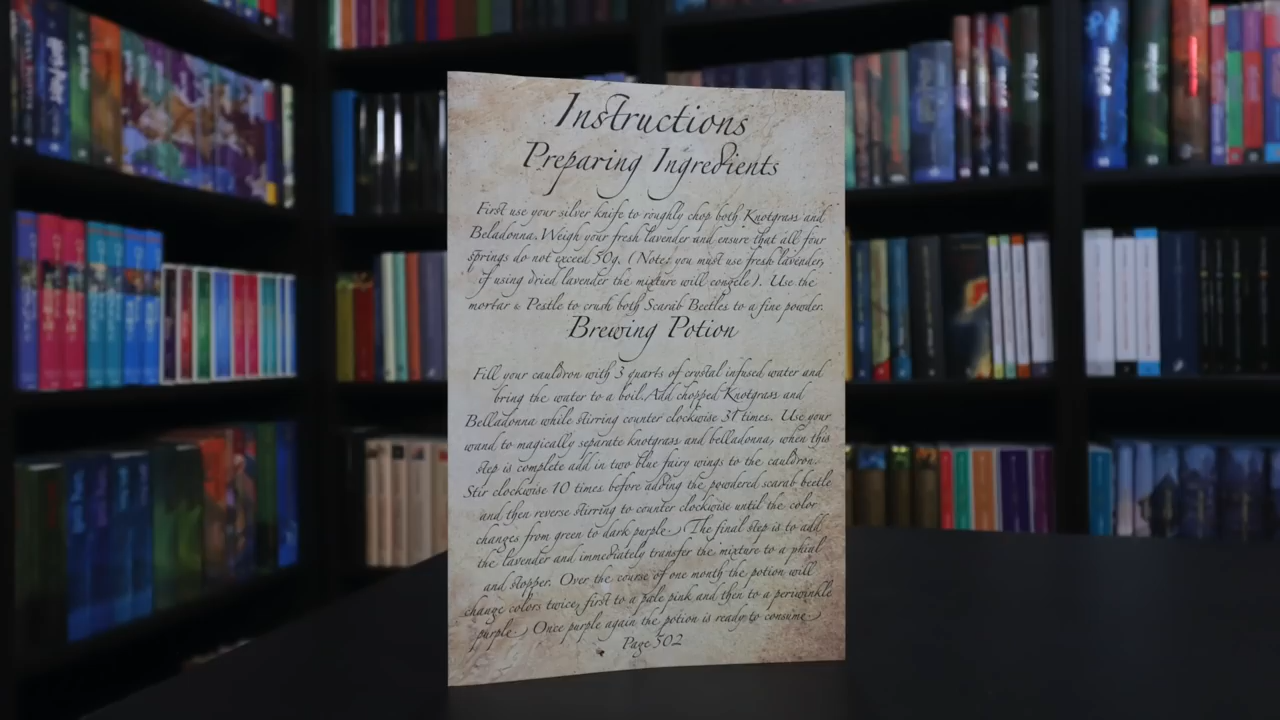 Instructions
Preparing Ingredients
First use your silver knife to roughly chop both Knotgrass and
Beladonna. Weigh your fresh lavender and ensure that all four
springs do not exceed 50g. (Note: you must use fresh lavender,
if using dried lavender the mixture will congele). Use the
mortar & Pestle to crush both Scarab Beetles to a fine powder.
Brewing Potion
Fill your cauldron with 3 quarts of crystal infused water and
bring the water to a boil. Add chopped Knotgrass and
Belladonna while stirring counter clockwise 31 times. Use your
wand to magically separate knotgrass and belladonna, when this
step is complete add in two blue fairy wings to the cauldron.
Stir clockwise 10 times before adding the powdered scarab beetle
and then reverse stirring to counter clockwise until the color
changes from green to dark purple. The final step is to add
the lavender and immediately transfer the mixture to a phial
and stopper. Over the course of one month the potion will
change colors twice, first to a pale pink and then to a periwinkle
purple. Once purple again the potion is ready to consume.
Page 502